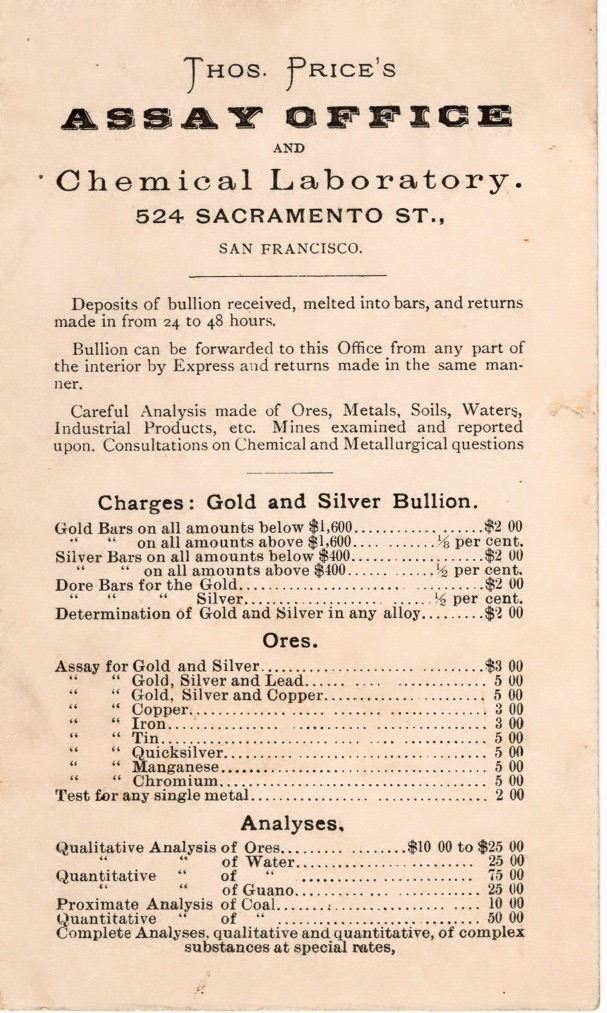 THOS. PRICE'S
ASSAY OFFICE
AND
Chemical Laboratory.
524 SACRAMENTO ST.,
SAN FRANCISCO.
Deposits of bullion received, melted into bars, and returns
made in from 24 to 48 hours.
Bullion can be forwarded to this Office from any part of
the interior by Express and returns made in the same man-
ner.
Careful Analysis made of Ores, Metals, Soils, Waters,
Industrial Products, etc. Mines examined and reported
upon. Consultations on Chemical and Metallurgical questions
Charges: Gold and Silver Bullion.
Gold Bars on all amounts below $1,600....................$2 00
" " on all amounts above $1,600.............⅛ per cent.
Silver Bars on all amounts below $400....................$2 00
" " on all amounts above $400.............½ per cent.
Dore Bars for the Gold....................$2 00
" " " Silver....................½ per cent.
Determination of Gold and Silver in any alloy........$2 00
Ores.
Assay for Gold and Silver....................$3 00
" " Gold, Silver and Lead....................5 00
" " Gold, Silver and Copper....................5 00
" " Copper....................3 00
" " Iron....................3 00
" " Tin....................5 00
" " Quicksilver....................5 00
" " Manganese....................5 00
" " Chromium....................5 00
Test for any single metal....................2 00
Analyses.
Qualitative Analysis of Ores...............$10 00 to $25 00
" " of Water....................25 00
Quantitative " of " ....................75 00
" " of Guano....................25 00
Proximate Analysis of Coal....................10 00
Quantitative " of " ....................50 00
Complete Analyses, qualitative and quantitative, of complex
substances at special rates,